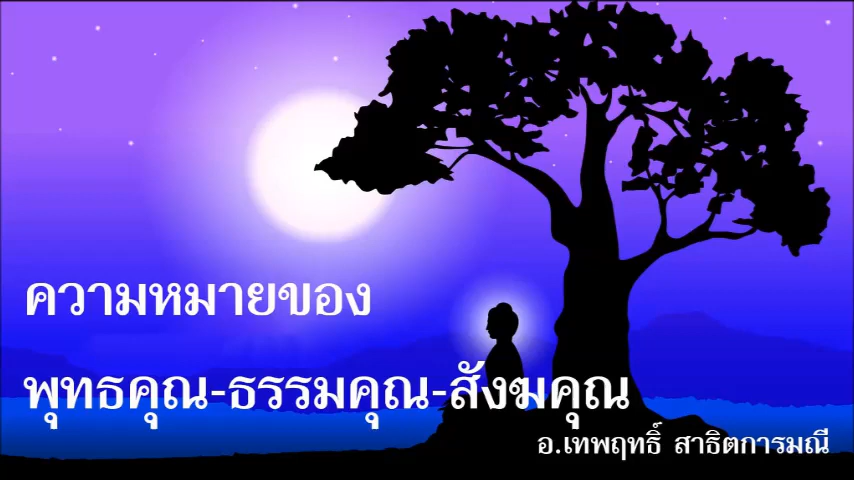 ความหมายของ
พุทธคุณ-ธรรมคุณ-สังฆคุณ
อ.เทพฤทธิ์ สาธิตการมณี